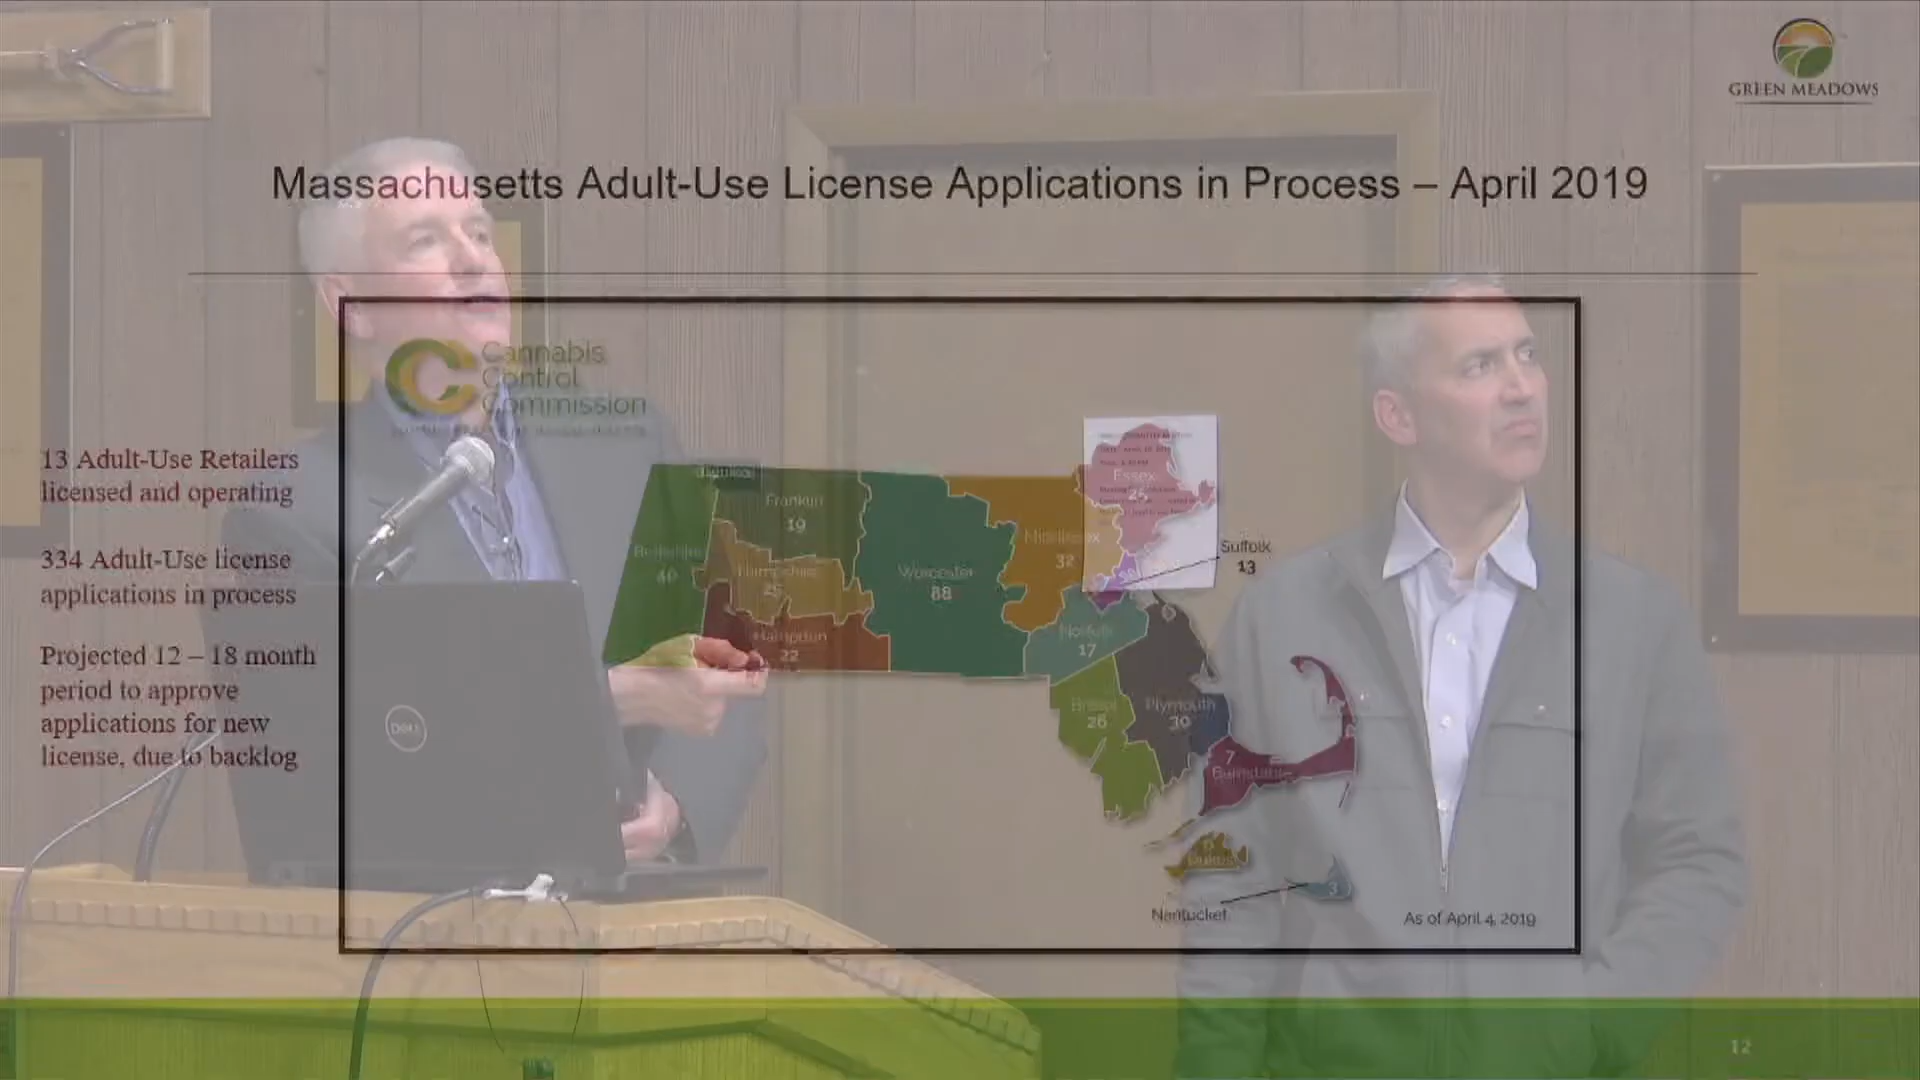 GREEN MEADOWS
Massachusetts Adult-Use License Applications in Process – April 2019
Cannabis
Control
Commission
13 Adult-Use Retailers
licensed and operating
334 Adult-Use license
applications in process
Projected 12 – 18 month
period to approve
applications for new
license, due to backlog
Berkshire
40
Franklin
19
Hampshire
25
Hampden
22
Worcester
88
Middlesex
32
Essex
Suffolk
13
Norfolk
17
Bristol
26
Plymouth
30
7
Barnstable
Dukes
Nantucket
3
As of April 4, 2019
DELL
12